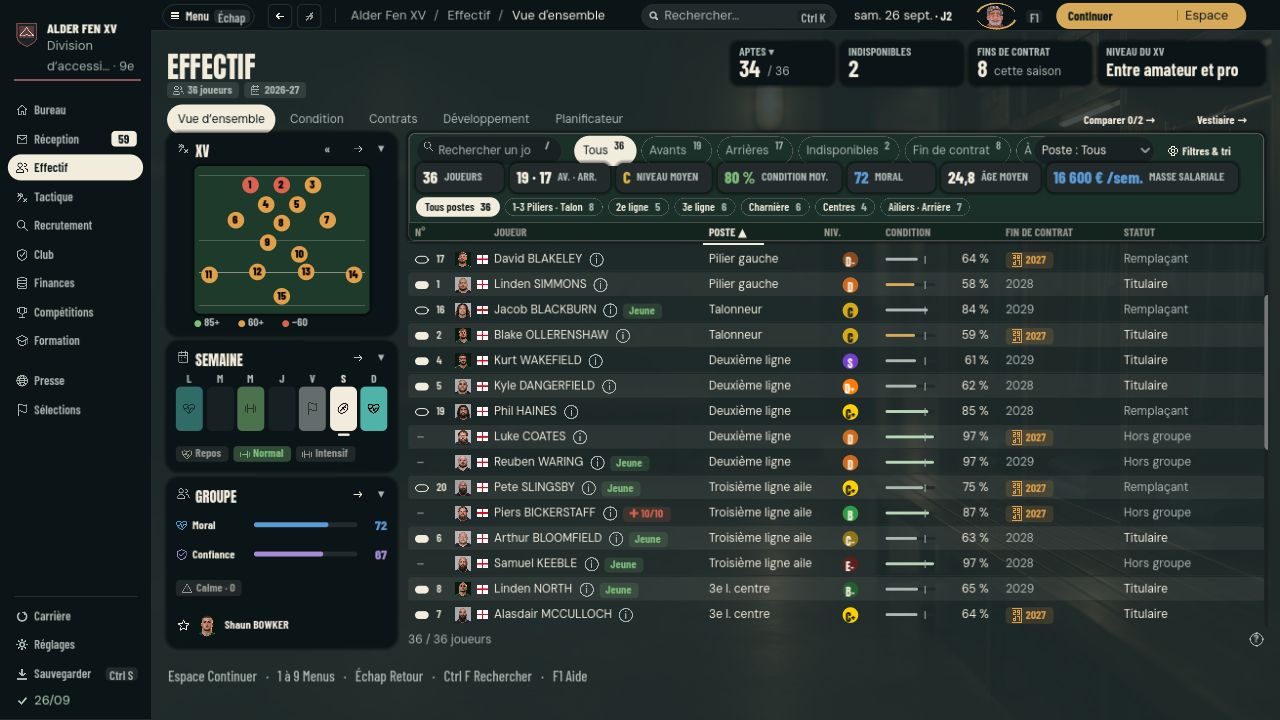 Menu Échap
Alder Fen XV / Effectif / Vue d'ensemble
Rechercher... Ctrl K
sam. 26 sept. · J2
F1
Continuer | Espace
ALDER FEN XV
Division
d'accessi... · 9e
Bureau
Réception 59
Effectif
Tactique
Recrutement
Club
Finances
Compétitions
Formation
Presse
Sélections
Carrière
Réglages
Sauvegarder Ctrl S
26/09
EFFECTIF
36 joueurs 2026-27
APTES ▾
34 / 36
INDISPONIBLES
2
FINS DE CONTRAT
8 cette saison
NIVEAU DU XV
Entre amateur et pro
Vue d'ensemble Condition Contrats Développement Planificateur
Comparer 0/2 → Vestiaire →
XV « → ▾
1 2 3
4 5
6 8 7
9
10
11 12 13 14
15
85+ 60+ -60
SEMAINE → ▾
L M M J V S D
Repos Normal Intensif
GROUPE → ▾
Moral 72
Confiance 67
Calme · 0
Shaun BOWKER
Rechercher un jo / Tous 36 Avants 19 Arrières 17 Indisponibles 2 Fin de contrat 8 À Poste : Tous Filtres & tri
36 JOUEURS 19 · 17 AV. · ARR. C NIVEAU MOYEN 80 % CONDITION MOY. 72 MORAL 24,8 ÂGE MOYEN 16 600 € /sem. MASSE SALARIALE
Tous postes 36 1-3 Piliers · Talon 8 2e ligne 5 3e ligne 6 Charnière 6 Centres 4 Ailiers · Arrière 7
N° JOUEUR POSTE ▲ NIV. CONDITION FIN DE CONTRAT STATUT
17 David BLAKELEY Pilier gauche D- 64 % 2027 Remplaçant
1 Linden SIMMONS Pilier gauche D 58 % 2028 Titulaire
16 Jacob BLACKBURN Jeune Talonneur C 84 % 2029 Remplaçant
2 Blake OLLERENSHAW Talonneur C 59 % 2027 Titulaire
4 Kurt WAKEFIELD Deuxième ligne S 61 % 2029 Titulaire
5 Kyle DANGERFIELD Deuxième ligne D+ 62 % 2028 Titulaire
19 Phil HAINES Deuxième ligne C+ 85 % 2028 Remplaçant
– Luke COATES Deuxième ligne D 97 % 2027 Hors groupe
– Reuben WARING Jeune Deuxième ligne D 97 % 2029 Hors groupe
20 Pete SLINGSBY Jeune Troisième ligne aile C+ 75 % 2027 Remplaçant
– Piers BICKERSTAFF + 10/10 Troisième ligne aile B 87 % 2027 Hors groupe
6 Arthur BLOOMFIELD Jeune Troisième ligne aile C- 63 % 2028 Titulaire
– Samuel KEEBLE Jeune Troisième ligne aile E- 97 % 2028 Hors groupe
8 Linden NORTH Jeune 3e l. centre B- 65 % 2028 Titulaire
7 Alasdair MCCULLOCH 3e l. centre C+ 64 % 2027 Titulaire
36 / 36 joueurs
Espace Continuer · 1 à 9 Menus · Échap Retour · Ctrl F Rechercher · F1 Aide